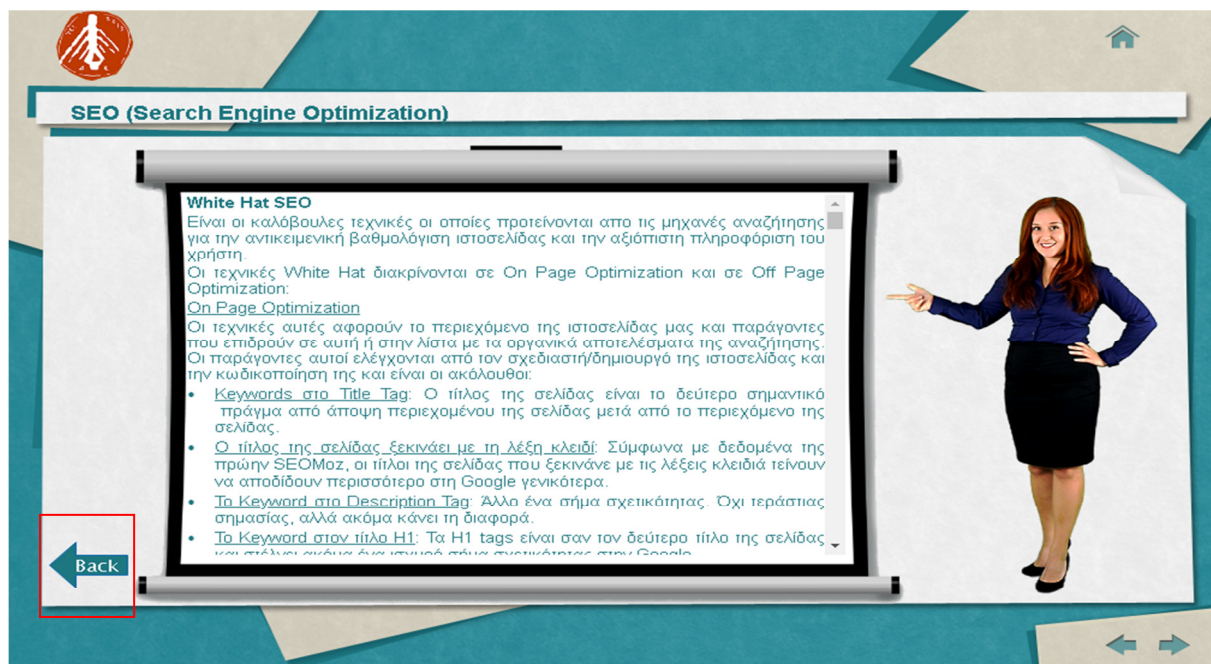 SEO (Search Engine Optimization)
White Hat SEO
Είναι οι καλόβουλες τεχνικές οι οποίες προτείνονται απο τις μηχανές αναζήτησης
για την αντικειμενική βαθμολόγιση ιστοσελίδας και την αξιόπιστη πληροφόριση του
χρήστη.
Οι τεχνικές White Hat διακρίνονται σε On Page Optimization και σε Off Page
Optimization:
On Page Optimization
Οι τεχνικές αυτές αφορούν το περιεχόμενο της ιστοσελίδας μας και παράγοντες
που επιδρούν σε αυτή ή στην λίστα με τα οργανικά αποτελέσματα της αναζήτησης.
Οι παράγοντες αυτοί ελέγχονται από τον σχεδιαστή/δημιουργό της ιστοσελίδας και
την κωδικοποίηση της και είναι οι ακόλουθοι:
• Keywords στο Title Tag: Ο τίτλος της σελίδας είναι το δεύτερο σημαντικό
πράγμα από άποψη περιεχομένου της σελίδας μετά από το περιεχόμενο της
σελίδας.
• Ο τίτλος της σελίδας ξεκινάει με τη λέξη κλειδί: Σύμφωνα με δεδομένα της
πρώην SEOMoz, οι τίτλοι της σελίδας που ξεκινάνε με τις λέξεις κλειδιά τείνουν
να αποδίδουν περισσότερο στη Google γενικότερα.
• Το Keyword στο Description Tag: Άλλο ένα σήμα σχετικότητας. Όχι τεράστιας
σημασίας, αλλά ακόμα κάνει τη διαφορά.
• Το Keyword στον τίτλο H1: Τα H1 tags είναι σαν τον δεύτερο τίτλο της σελίδας
και στέλνει ακόμα ένα ισχυρό σήμα σχετικότητας στην Google
Back